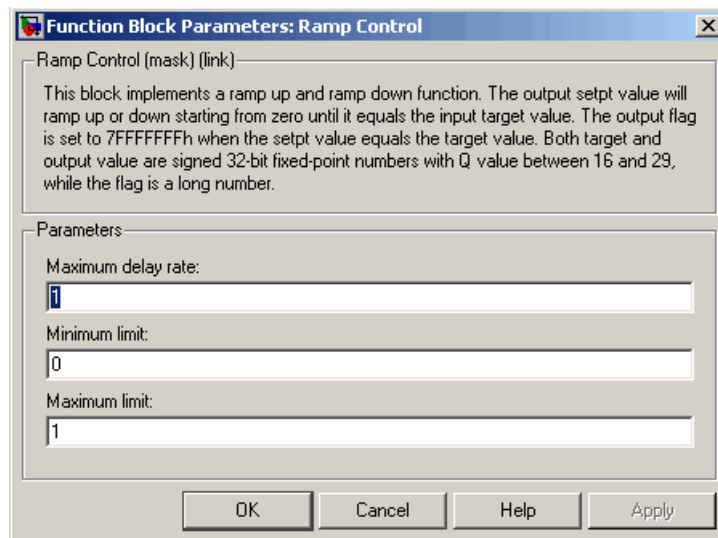 Function Block Parameters: Ramp Control
Ramp Control (mask) (link)
This block implements a ramp up and ramp down function. The output setpt value will
ramp up or down starting from zero until it equals the input target value. The output flag
is set to 7FFFFFFFh when the setpt value equals the target value. Both target and
output value are signed 32-bit fixed-point numbers with Q value between 16 and 29,
while the flag is a long number.
Parameters
Maximum delay rate:
1
Minimum limit:
0
Maximum limit:
1
OK Cancel Help Apply